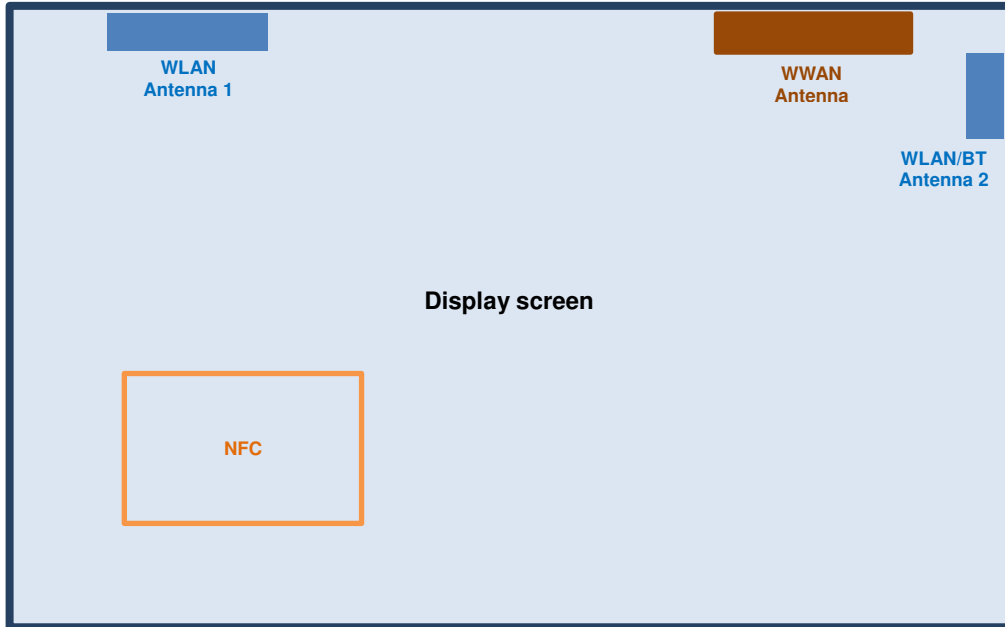 WLAN
Antenna 1
WWAN
Antenna
WLAN/BT
Antenna 2
Display screen
NFC